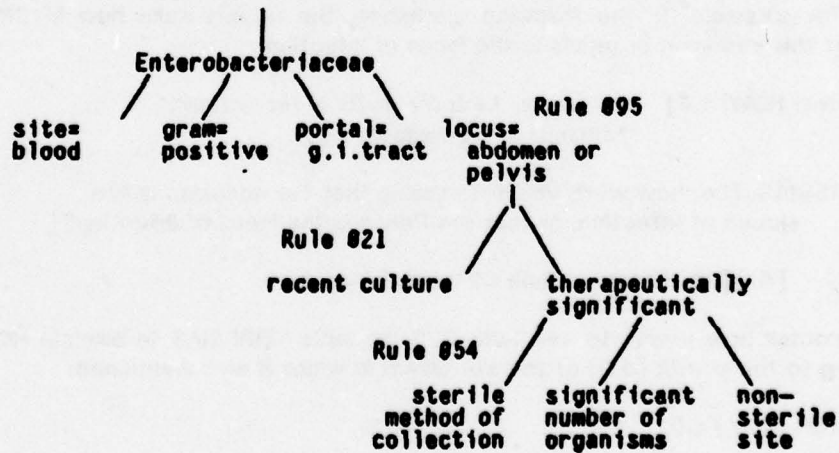 Enterobacteriaceae
Rule 095
site= gram= portal= locus=
blood positive g.i.tract abdomen or
pelvis
Rule 021
recent culture therapeutically
significant
Rule 054
sterile significant non-
method of number of sterile
collection organisms site